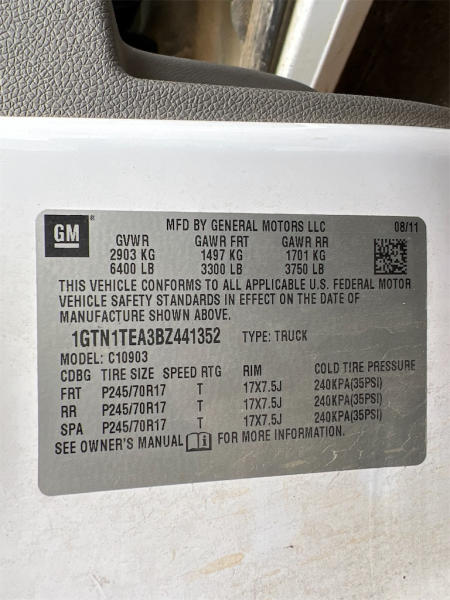 GM ®
MFD BY GENERAL MOTORS LLC 08/11
GVWR GAWR FRT GAWR RR
2903 KG 1497 KG 1701 KG
6400 LB 3300 LB 3750 LB
THIS VEHICLE CONFORMS TO ALL APPLICABLE U.S. FEDERAL MOTOR
VEHICLE SAFETY STANDARDS IN EFFECT ON THE DATE OF
MANUFACTURE SHOWN ABOVE.
1GTN1TEA3BZ441352 TYPE: TRUCK
MODEL: C10903
CDBG TIRE SIZE SPEED RTG RIM COLD TIRE PRESSURE
FRT P245/70R17 T 17X7.5J 240KPA(35PSI)
RR P245/70R17 T 17X7.5J 240KPA(35PSI)
SPA P245/70R17 T 17X7.5J 240KPA(35PSI)
SEE OWNER'S MANUAL i FOR MORE INFORMATION.